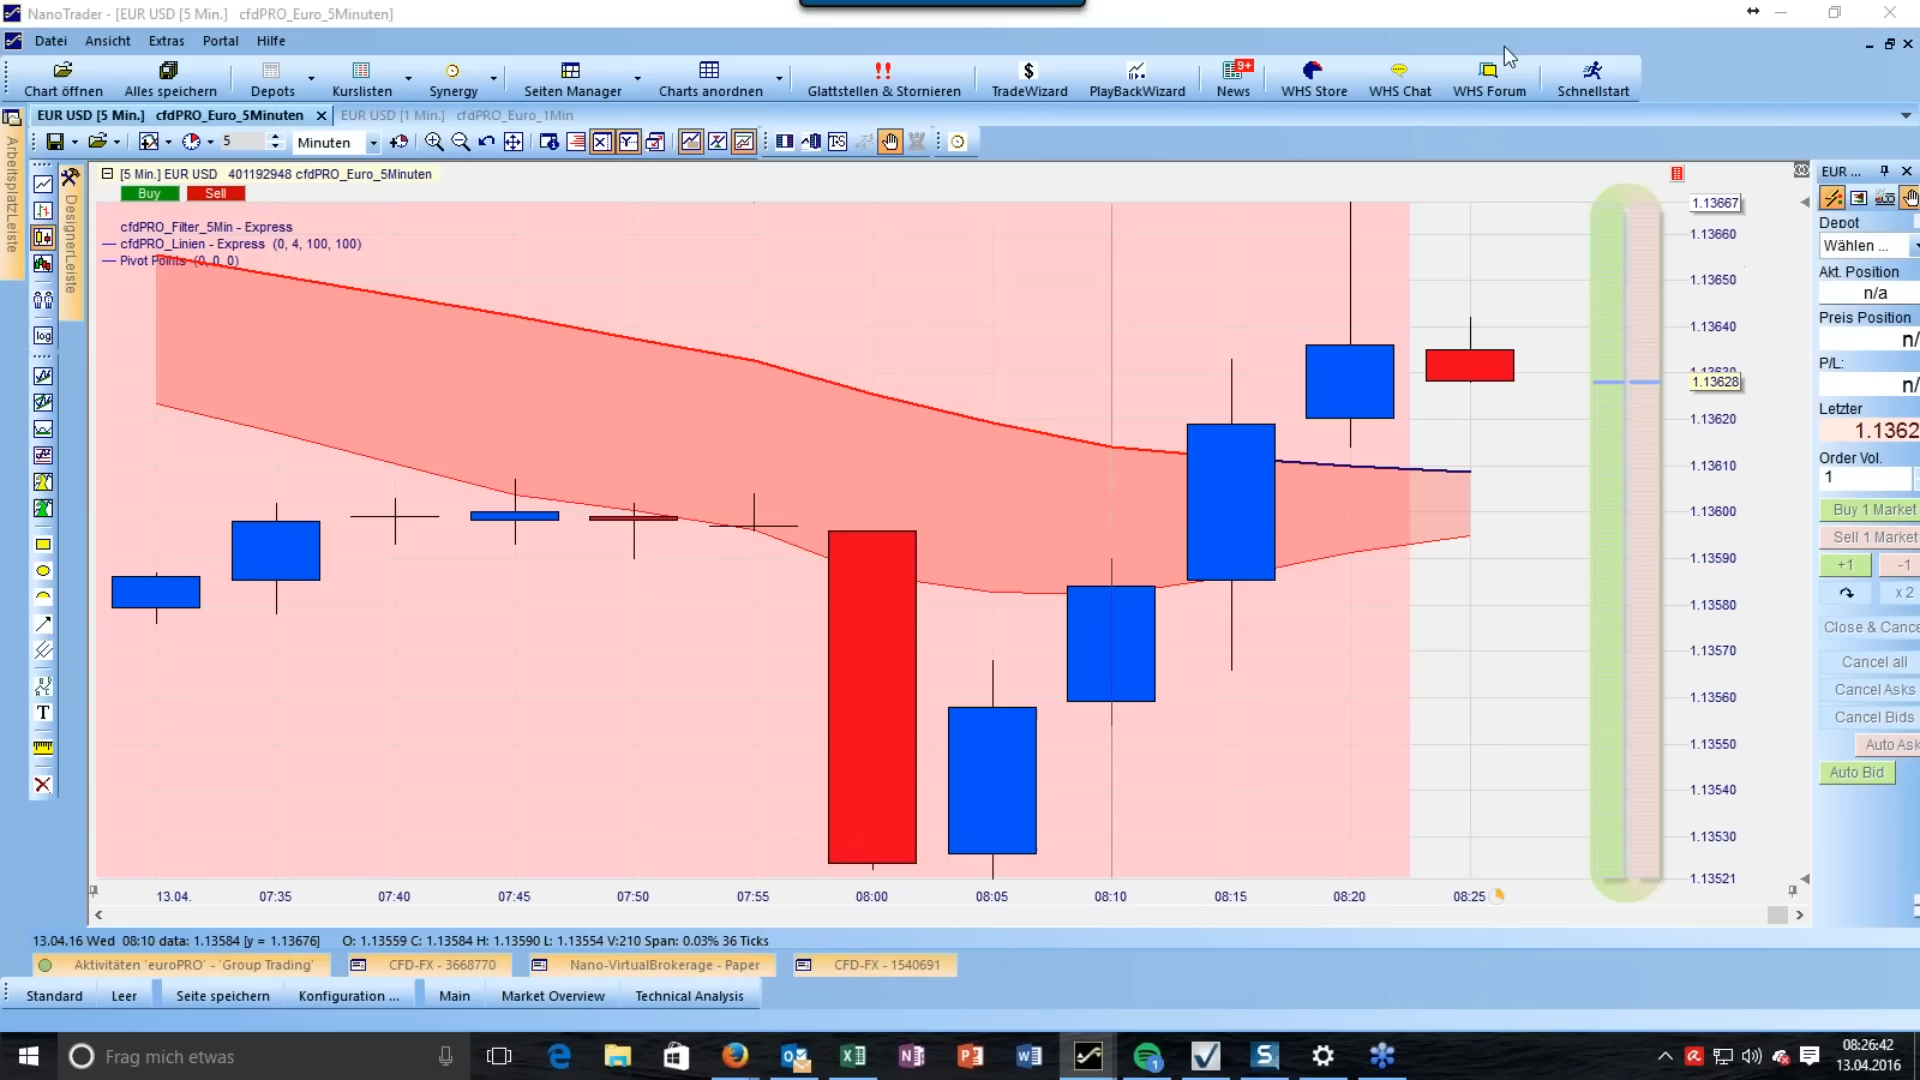 NanoTrader - [EUR USD [5 Min.]   cfdPRO_Euro_5Minuten]
Datei Ansicht Extras Portal Hilfe
Chart öffnen Alles speichern Depots Kurslisten Synergy Seiten Manager Charts anordnen Glattstellen & Stornieren TradeWizard PlayBackWizard 9+ News WHS Store WHS Chat WHS Forum Schnellstart
EUR USD [5 Min.]   cfdPRO_Euro_5Minuten EUR USD [1 Min.]   cfdPRO_Euro_1Min
5 Minuten
ArbeitsplatzLeiste
DesignerLeiste
log
T
[5 Min.] EUR USD   401192948 cfdPRO_Euro_5Minuten
Buy Sell
cfdPRO_Filter_5Min - Express
cfdPRO_Linien - Express  (0, 4, 100, 100)
Pivot Points  (0, 0, 0)
1.13667
1.13660
1.13650
1.13640
1.13630
1.13628
1.13620
1.13610
1.13600
1.13590
1.13580
1.13570
1.13560
1.13550
1.13540
1.13530
1.13521
13.04. 07:35 07:40 07:45 07:50 07:55 08:00 08:05 08:10 08:15 08:20 08:25
EUR ...
Depot
Wählen ...
Akt. Position
n/a
Preis Position
n/
P/L:
n/
Letzter
1.1362
Order Vol.
1
Buy 1 Market
Sell 1 Market
+1 -1
x 2
Close & Cance
Cancel all
Cancel Asks
Cancel Bids
Auto Ask
Auto Bid
13.04.16 Wed  08:10 data: 1.13584 [y = 1.13676]    O: 1.13559 C: 1.13584 H: 1.13590 L: 1.13554 V:210 Span: 0.03% 36 Ticks
Aktivitäten 'euroPRO' - 'Group Trading' CFD-FX - 3668770 Nano-VirtualBrokerage - Paper CFD-FX - 1540691
Standard Leer Seite speichern Konfiguration ... Main Market Overview Technical Analysis
Frag mich etwas
08:26:42
13.04.2016